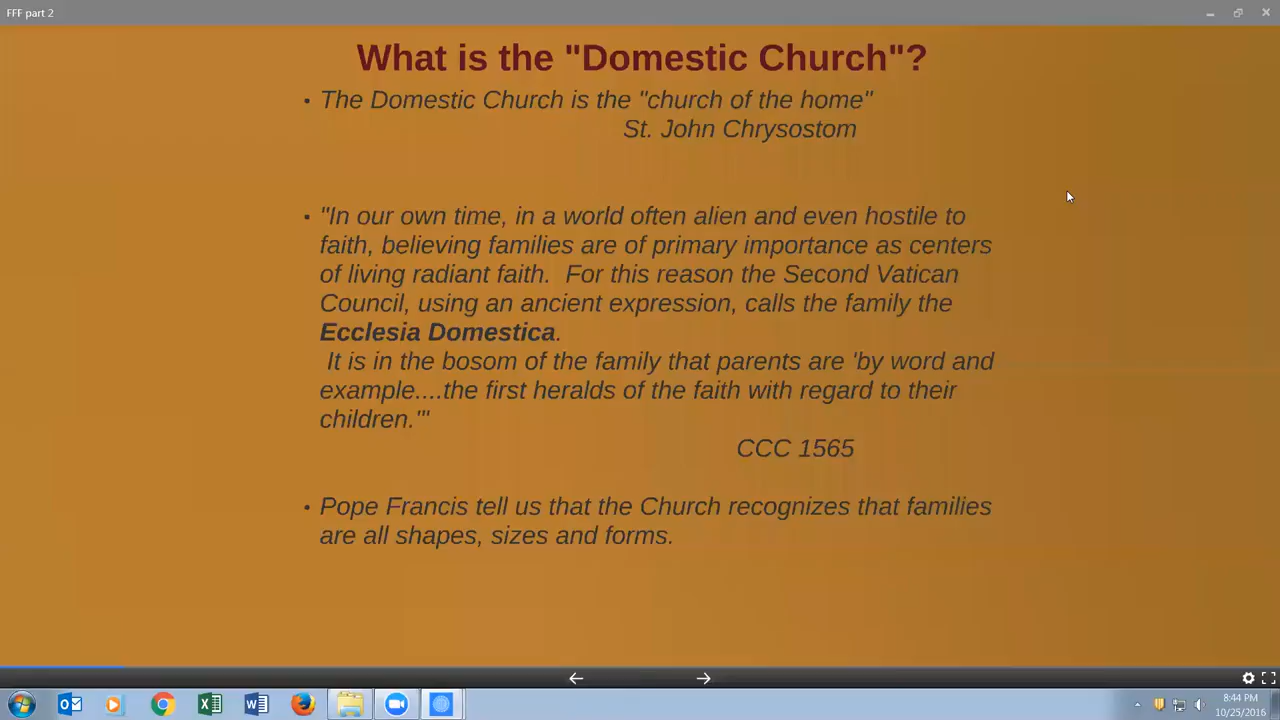 FFF part 2
What is the "Domestic Church"?
• The Domestic Church is the "church of the home"
St. John Chrysostom
• "In our own time, in a world often alien and even hostile to
faith, believing families are of primary importance as centers
of living radiant faith.  For this reason the Second Vatican
Council, using an ancient expression, calls the family the
Ecclesia Domestica.
It is in the bosom of the family that parents are 'by word and
example....the first heralds of the faith with regard to their
children.'"
CCC 1565
• Pope Francis tell us that the Church recognizes that families
are all shapes, sizes and forms.
8:44 PM
10/25/2016